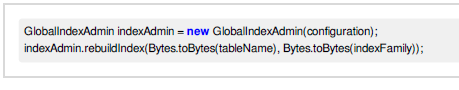 GlobalIndexAdmin indexAdmin = new GlobalIndexAdmin(configuration);
indexAdmin.rebuildIndex(Bytes.toBytes(tableName), Bytes.toBytes(indexFamily));